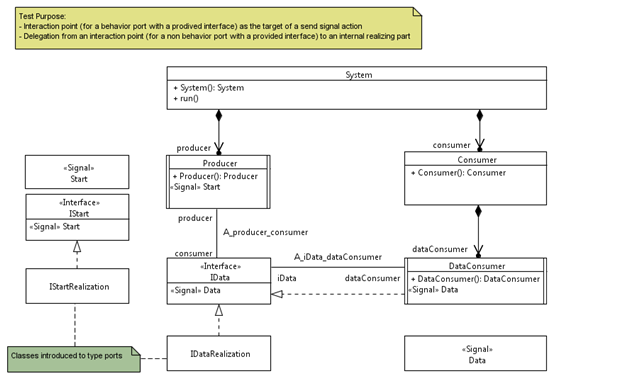 Test Purpose:
- Interaction point (for a behavior port with a prodived interface) as the target of a send signal action
- Delegation from an interaction point (for a non behavior port with a provided interface) to an internal realizing part
System
+ System(): System
+ run()
producer
consumer
«Signal»
Start
Producer
+ Producer(): Producer
«Signal» Start
Consumer
+ Consumer(): Consumer
«Interface»
IStart
«Signal» Start
producer
A_producer_consumer
consumer
dataConsumer
A_iData_dataConsumer
«Interface»
IData
«Signal» Data
iData
dataConsumer
DataConsumer
+ DataConsumer(): DataConsumer
«Signal» Data
IStartRealization
Classes introduced to type ports
IDataRealization
«Signal»
Data